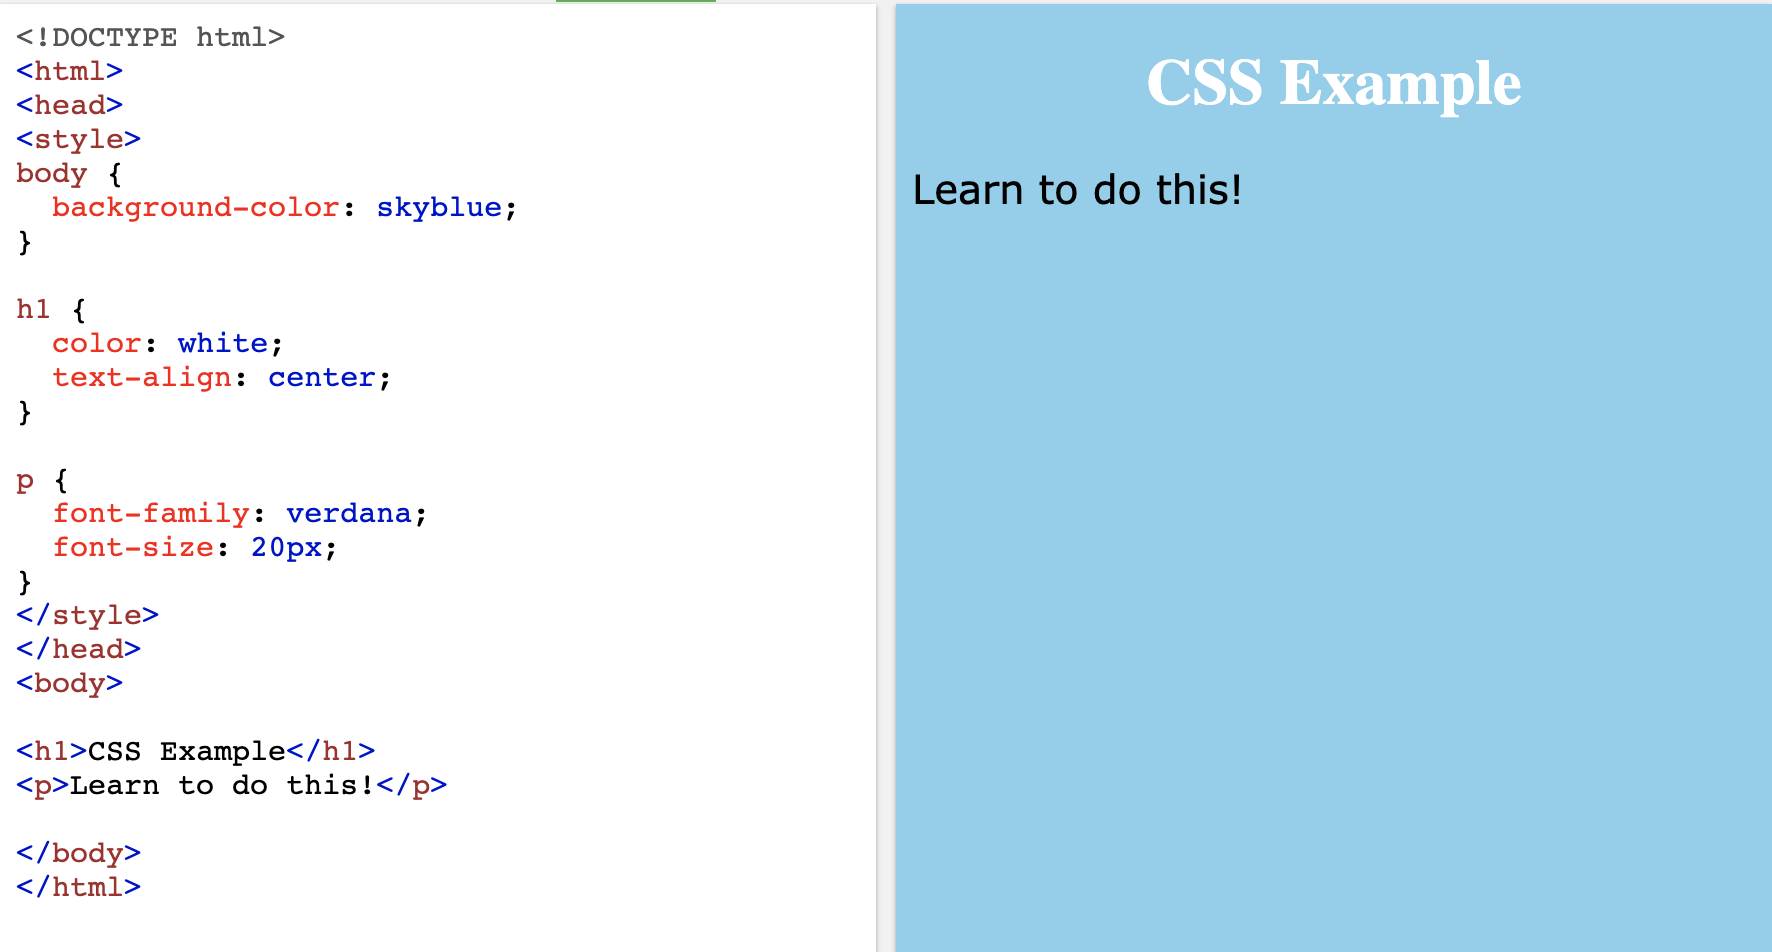 <!DOCTYPE html>
<html>
<head>
<style>
body {
  background-color: skyblue;
}

h1 {
  color: white;
  text-align: center;
}

p {
  font-family: verdana;
  font-size: 20px;
}
</style>
</head>
<body>

<h1>CSS Example</h1>
<p>Learn to do this!</p>

</body>
</html>
CSS Example
Learn to do this!